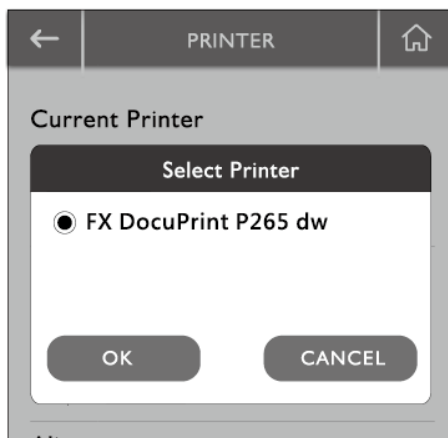 PRINTER
Current Printer
Select Printer
FX DocuPrint P265 dw
OK
CANCEL